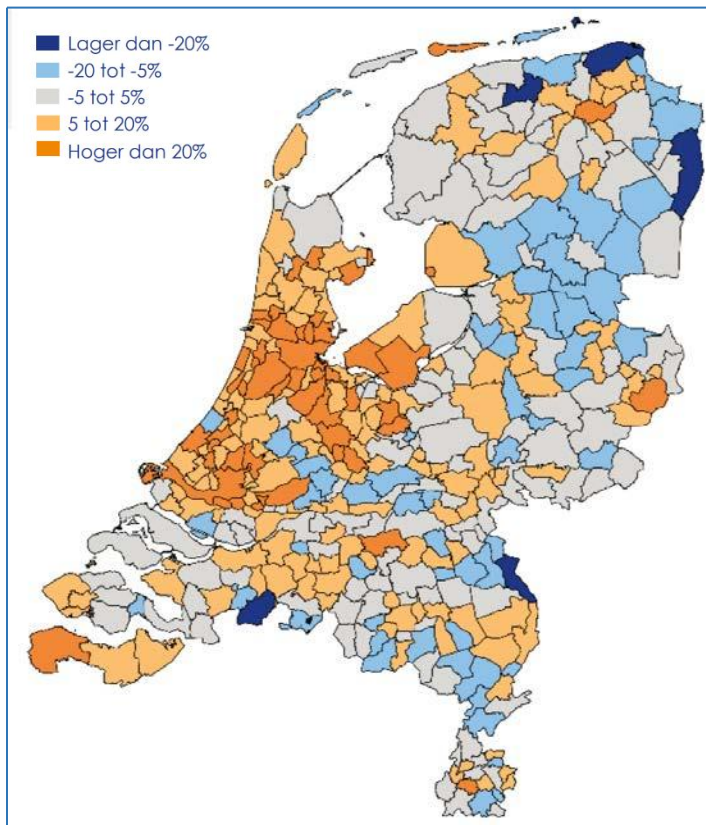 Lager dan -20%
-20 tot -5%
-5 tot 5%
5 tot 20%
Hoger dan 20%